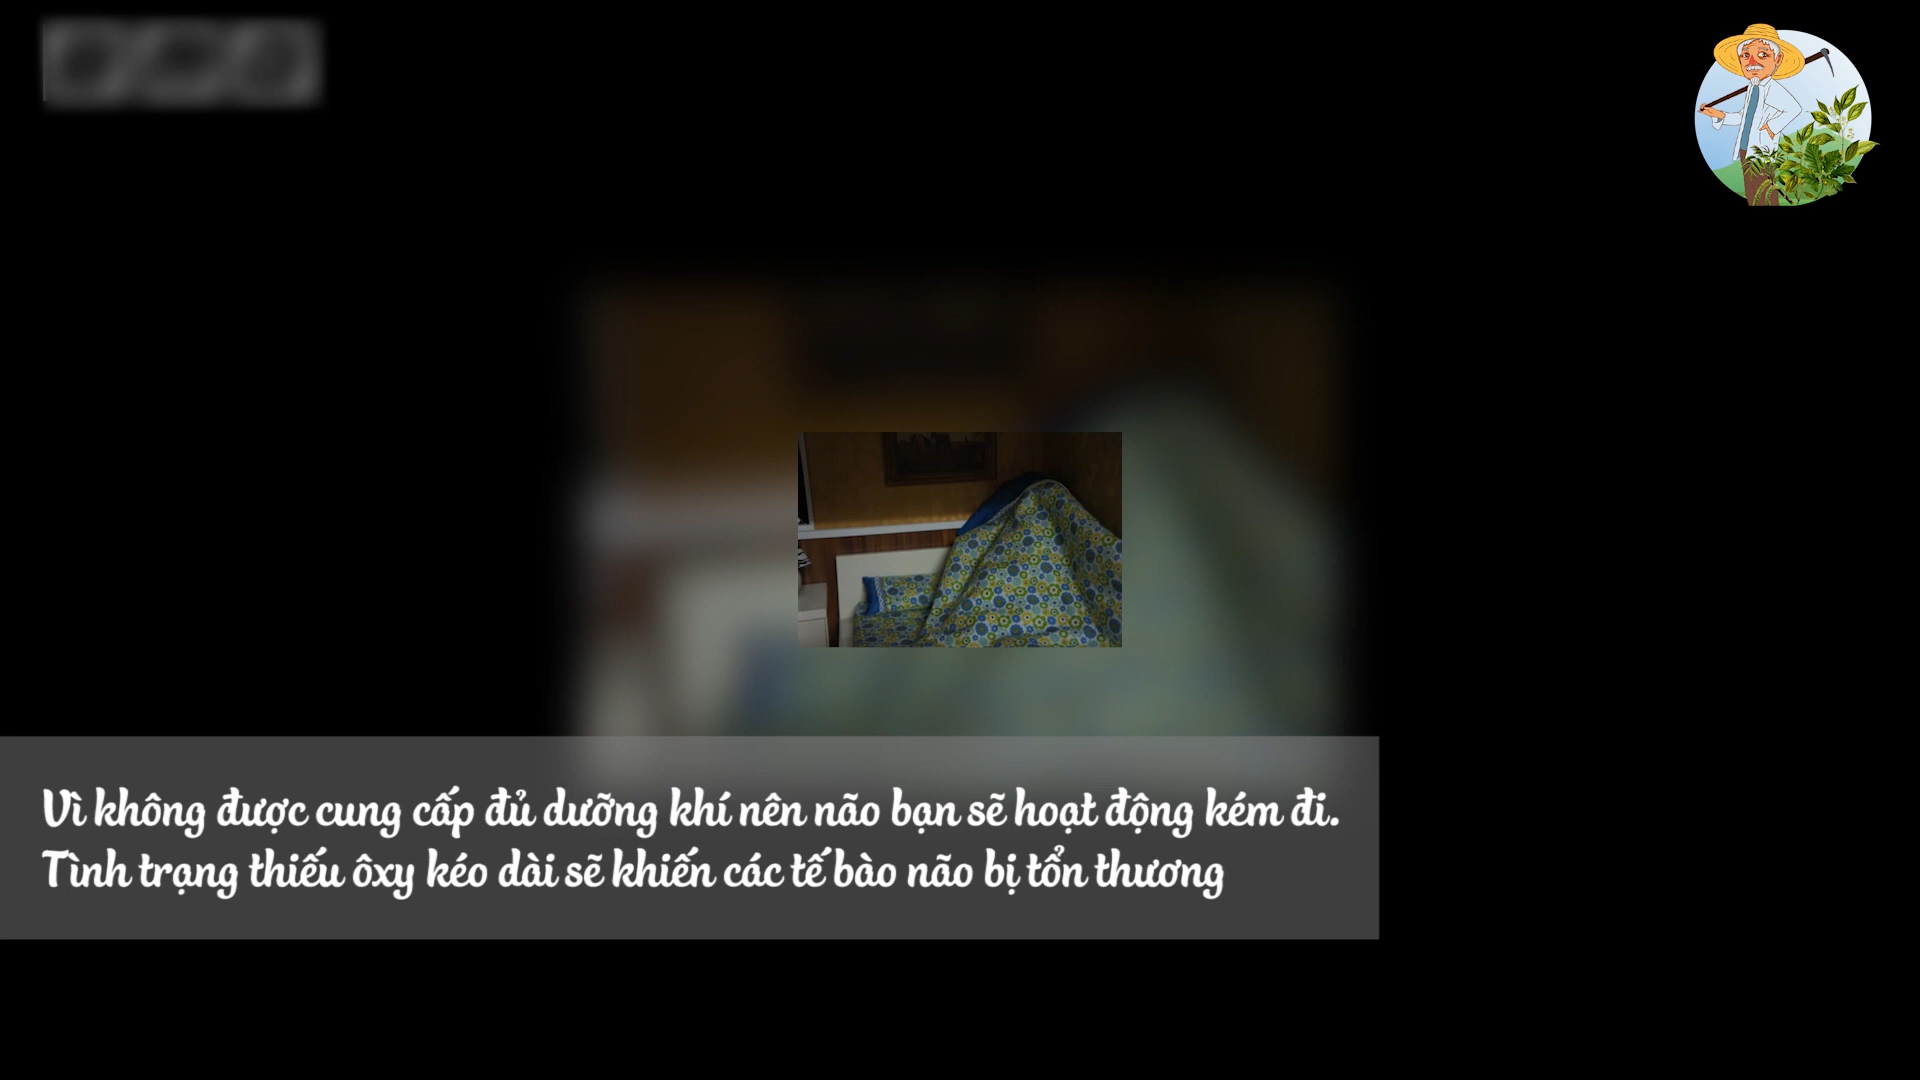 Vì không được cung cấp đủ dưỡng khí nên não bạn sẽ hoạt động kém đi.
Tình trạng thiếu ôxy kéo dài sẽ khiến các tế bào não bị tổn thương